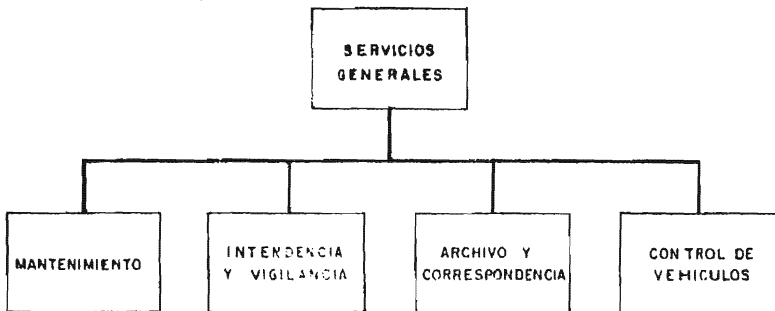 SERVICIOS
GENERALES
MANTENIMIENTO
INTENDENCIA
Y VIGILANCIA
ARCHIVO Y
CORRESPONDENCIA
CONTROL DE
VEHICULOS